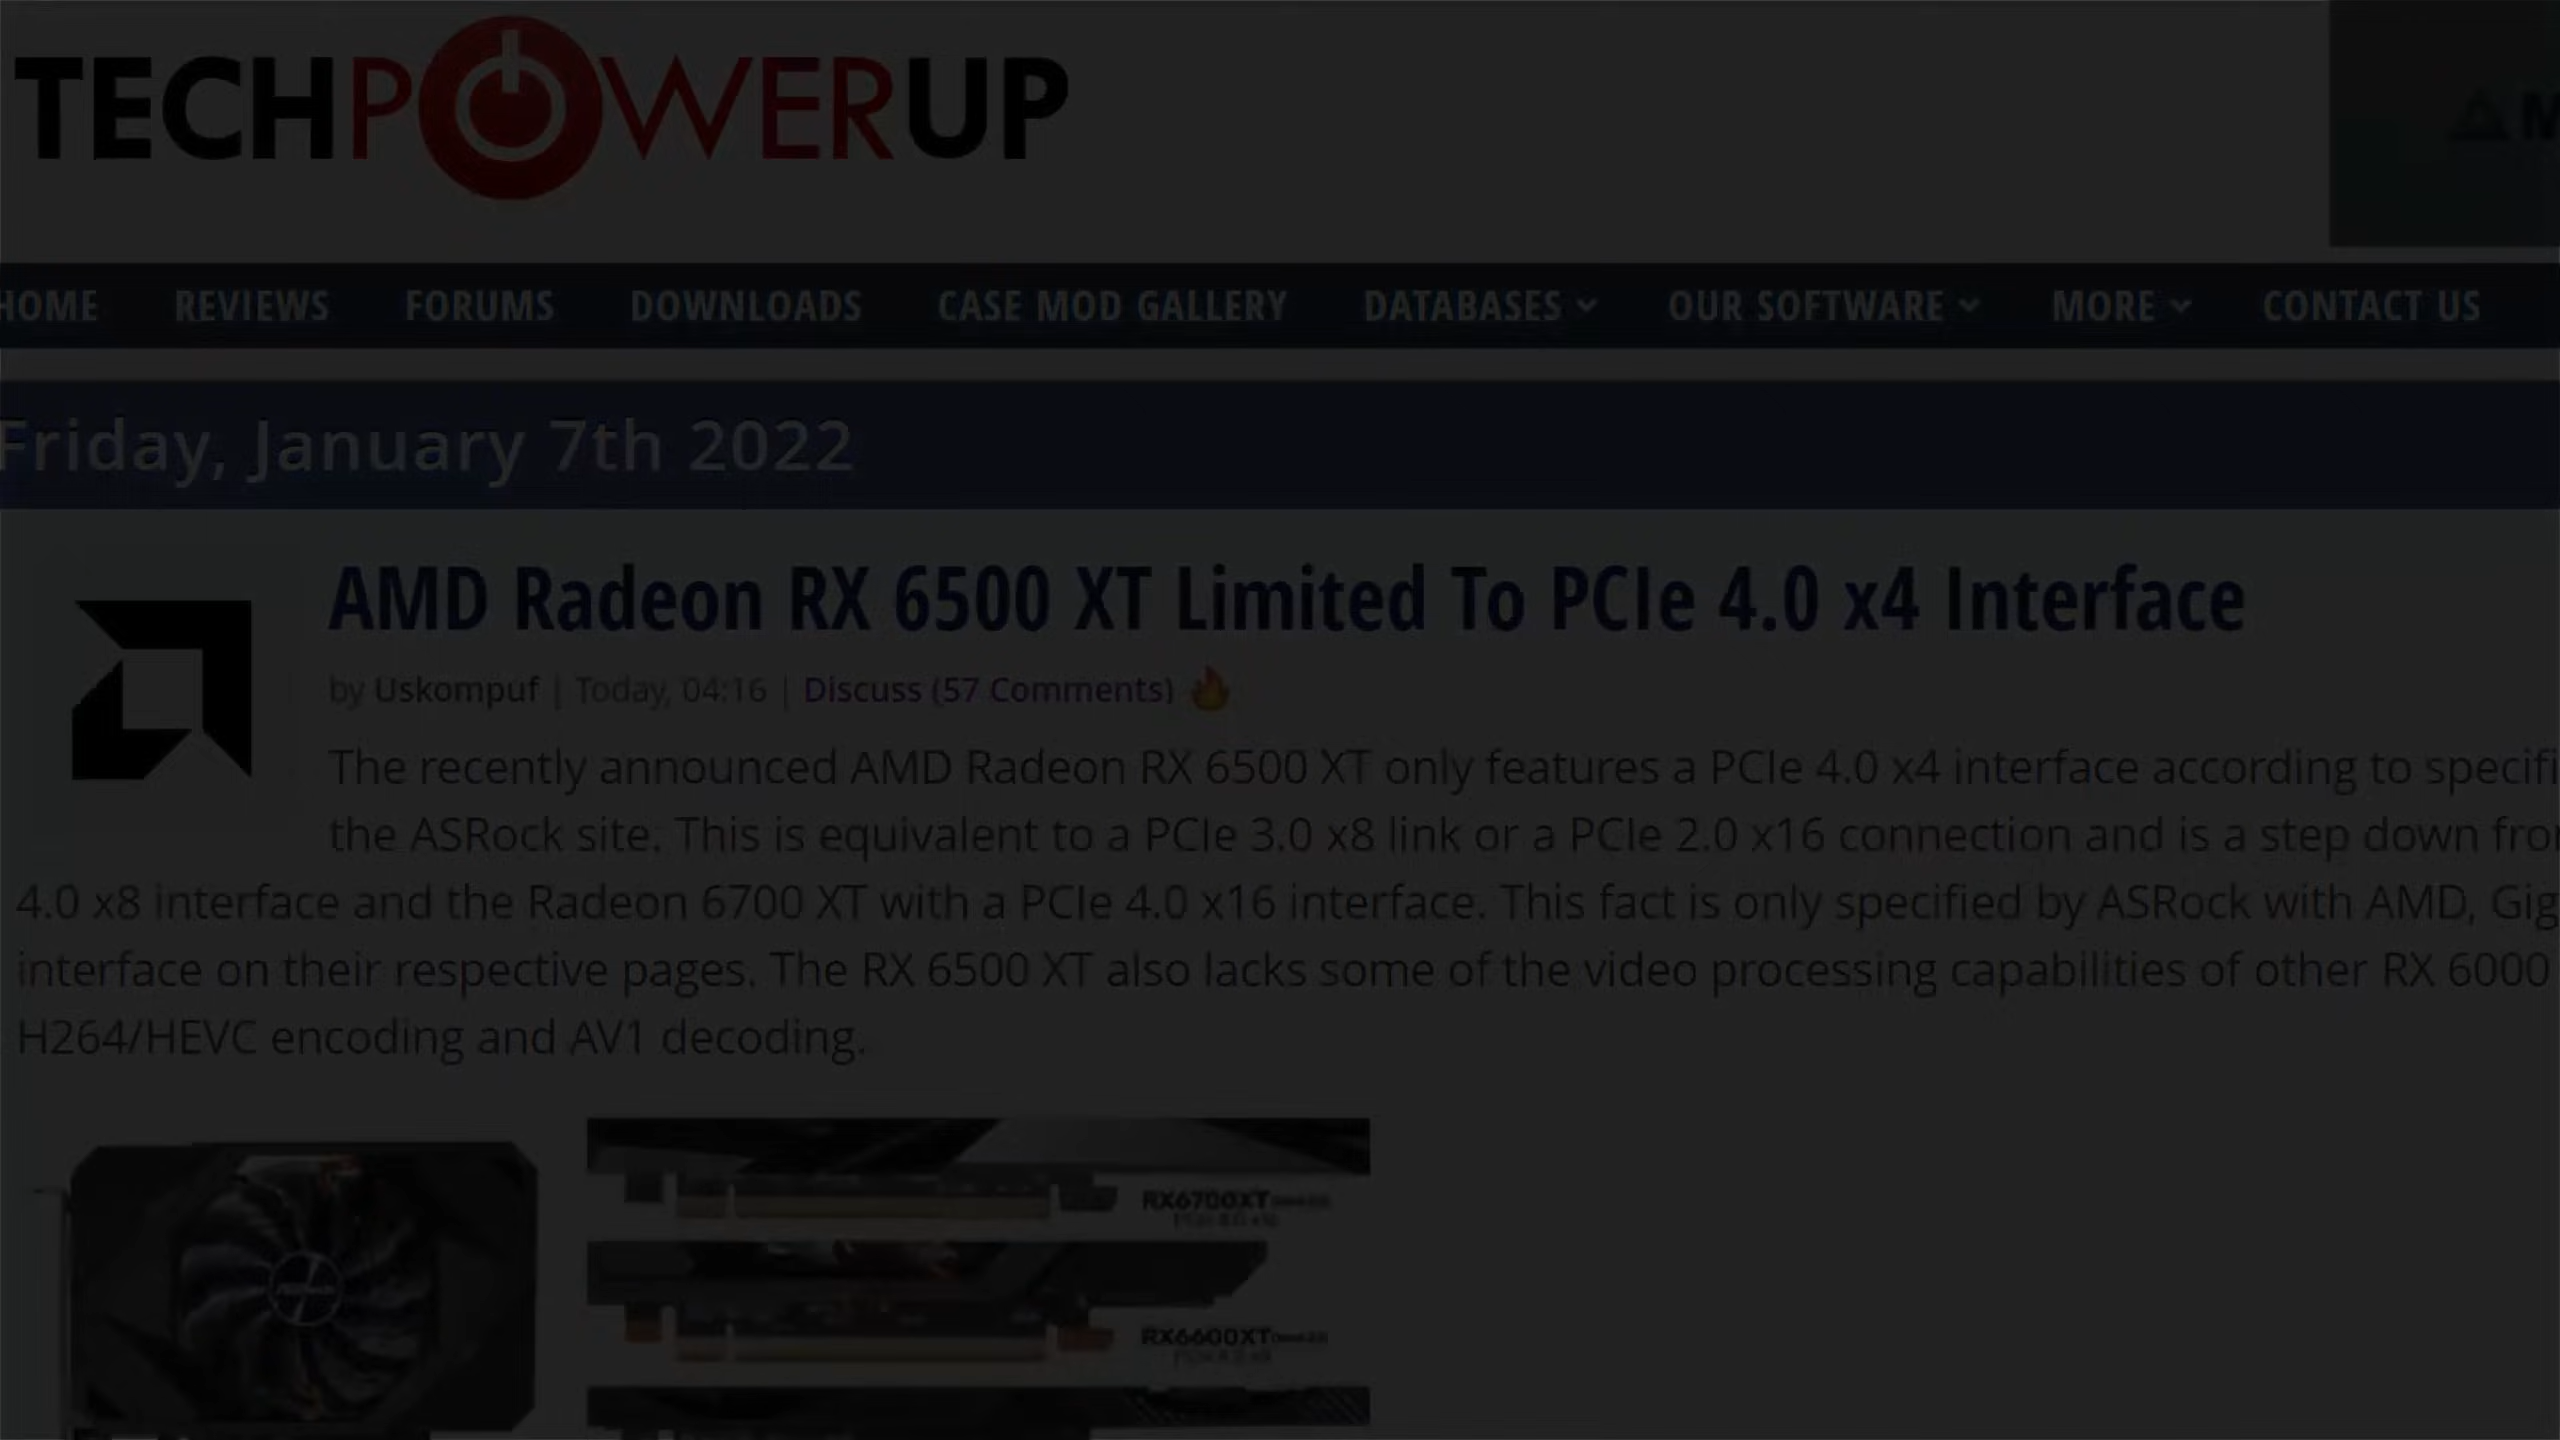 TECHPOWERUP
HOME REVIEWS FORUMS DOWNLOADS CASE MOD GALLERY DATABASES OUR SOFTWARE MORE CONTACT US
Friday, January 7th 2022
AMD Radeon RX 6500 XT Limited To PCIe 4.0 x4 Interface
by Uskompuf | Today, 04:16 | Discuss (57 Comments)
The recently announced AMD Radeon RX 6500 XT only features a PCIe 4.0 x4 interface according to specifi
the ASRock site. This is equivalent to a PCIe 3.0 x8 link or a PCIe 2.0 x16 connection and is a step down from
4.0 x8 interface and the Radeon 6700 XT with a PCIe 4.0 x16 interface. This fact is only specified by ASRock with AMD, Gig
interface on their respective pages. The RX 6500 XT also lacks some of the video processing capabilities of other RX 6000
H264/HEVC encoding and AV1 decoding.
RX6700XT
RX6600XT